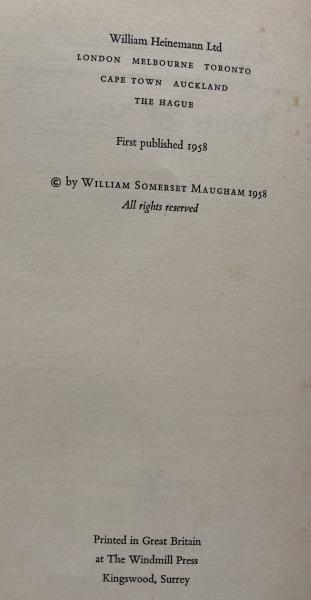 William Heinemann Ltd
LONDON MELBOURNE TORONTO
CAPE TOWN AUCKLAND
THE HAGUE
First published 1958
© by WILLIAM SOMERSET MAUGHAM 1958
All rights reserved
Printed in Great Britain
at The Windmill Press
Kingswood, Surrey